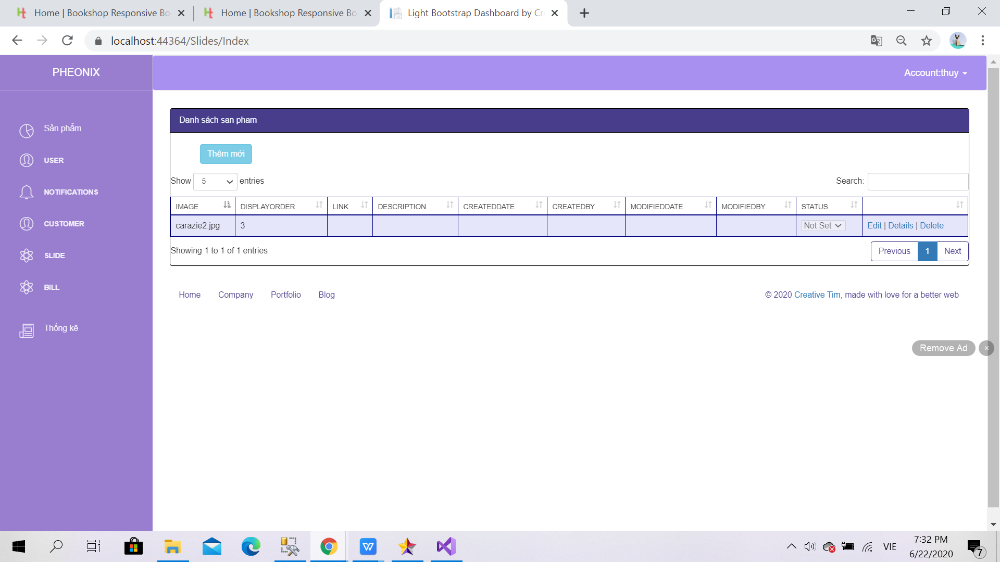 Home | Bookshop Responsive Bo
Home | Bookshop Responsive Bo
Light Bootstrap Dashboard by Cr
localhost:44364/Slides/Index
PHEONIX
Account:thuy
Sản phẩm
USER
NOTIFICATIONS
CUSTOMER
SLIDE
BILL
Thống kê
Danh sách san pham
Thêm mới
Show 5 entries
Search:
IMAGE DISPLAYORDER LINK DESCRIPTION CREATEDDATE CREATEDBY MODIFIEDDATE MODIFIEDBY STATUS
carazie2.jpg 3 Not Set Edit | Details | Delete
Showing 1 to 1 of 1 entries
Previous 1 Next
Home Company Portfolio Blog
© 2020 Creative Tim, made with love for a better web
Remove Ad ×
VIE
7:32 PM
6/22/2020
7